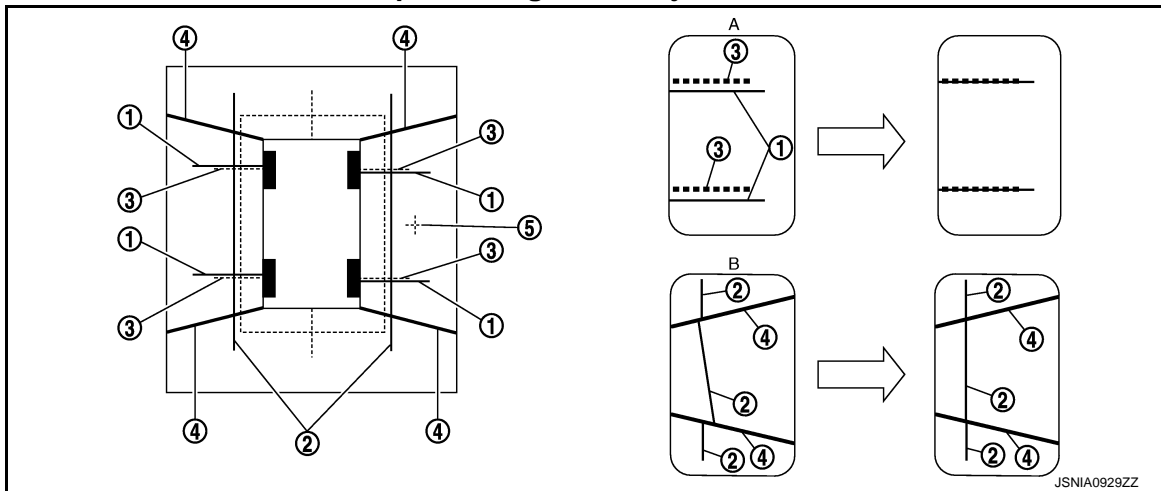 A
④ ④ ③
① ③
③ ① ③ ①
① ⑤
③
B
③ ① ② ②
④ ④
② ②
④ ② ④ ② ④ ② ④
JSNIA0929ZZ